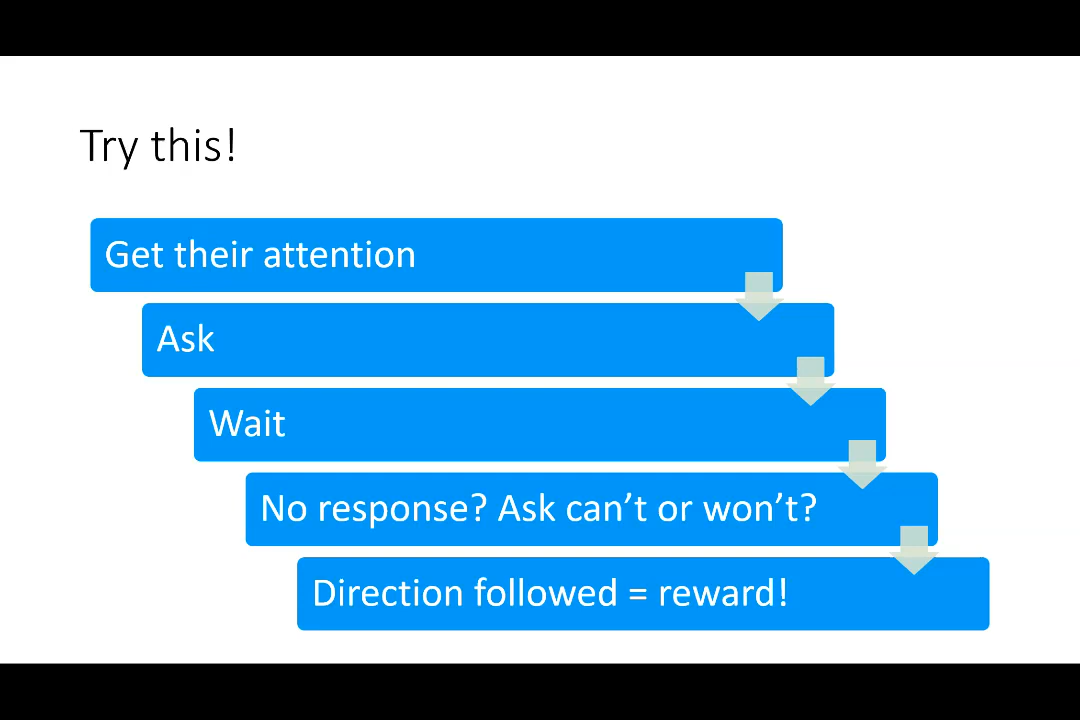 Try this!
Get their attention
Ask
Wait
No response? Ask can’t or won’t?
Direction followed = reward!